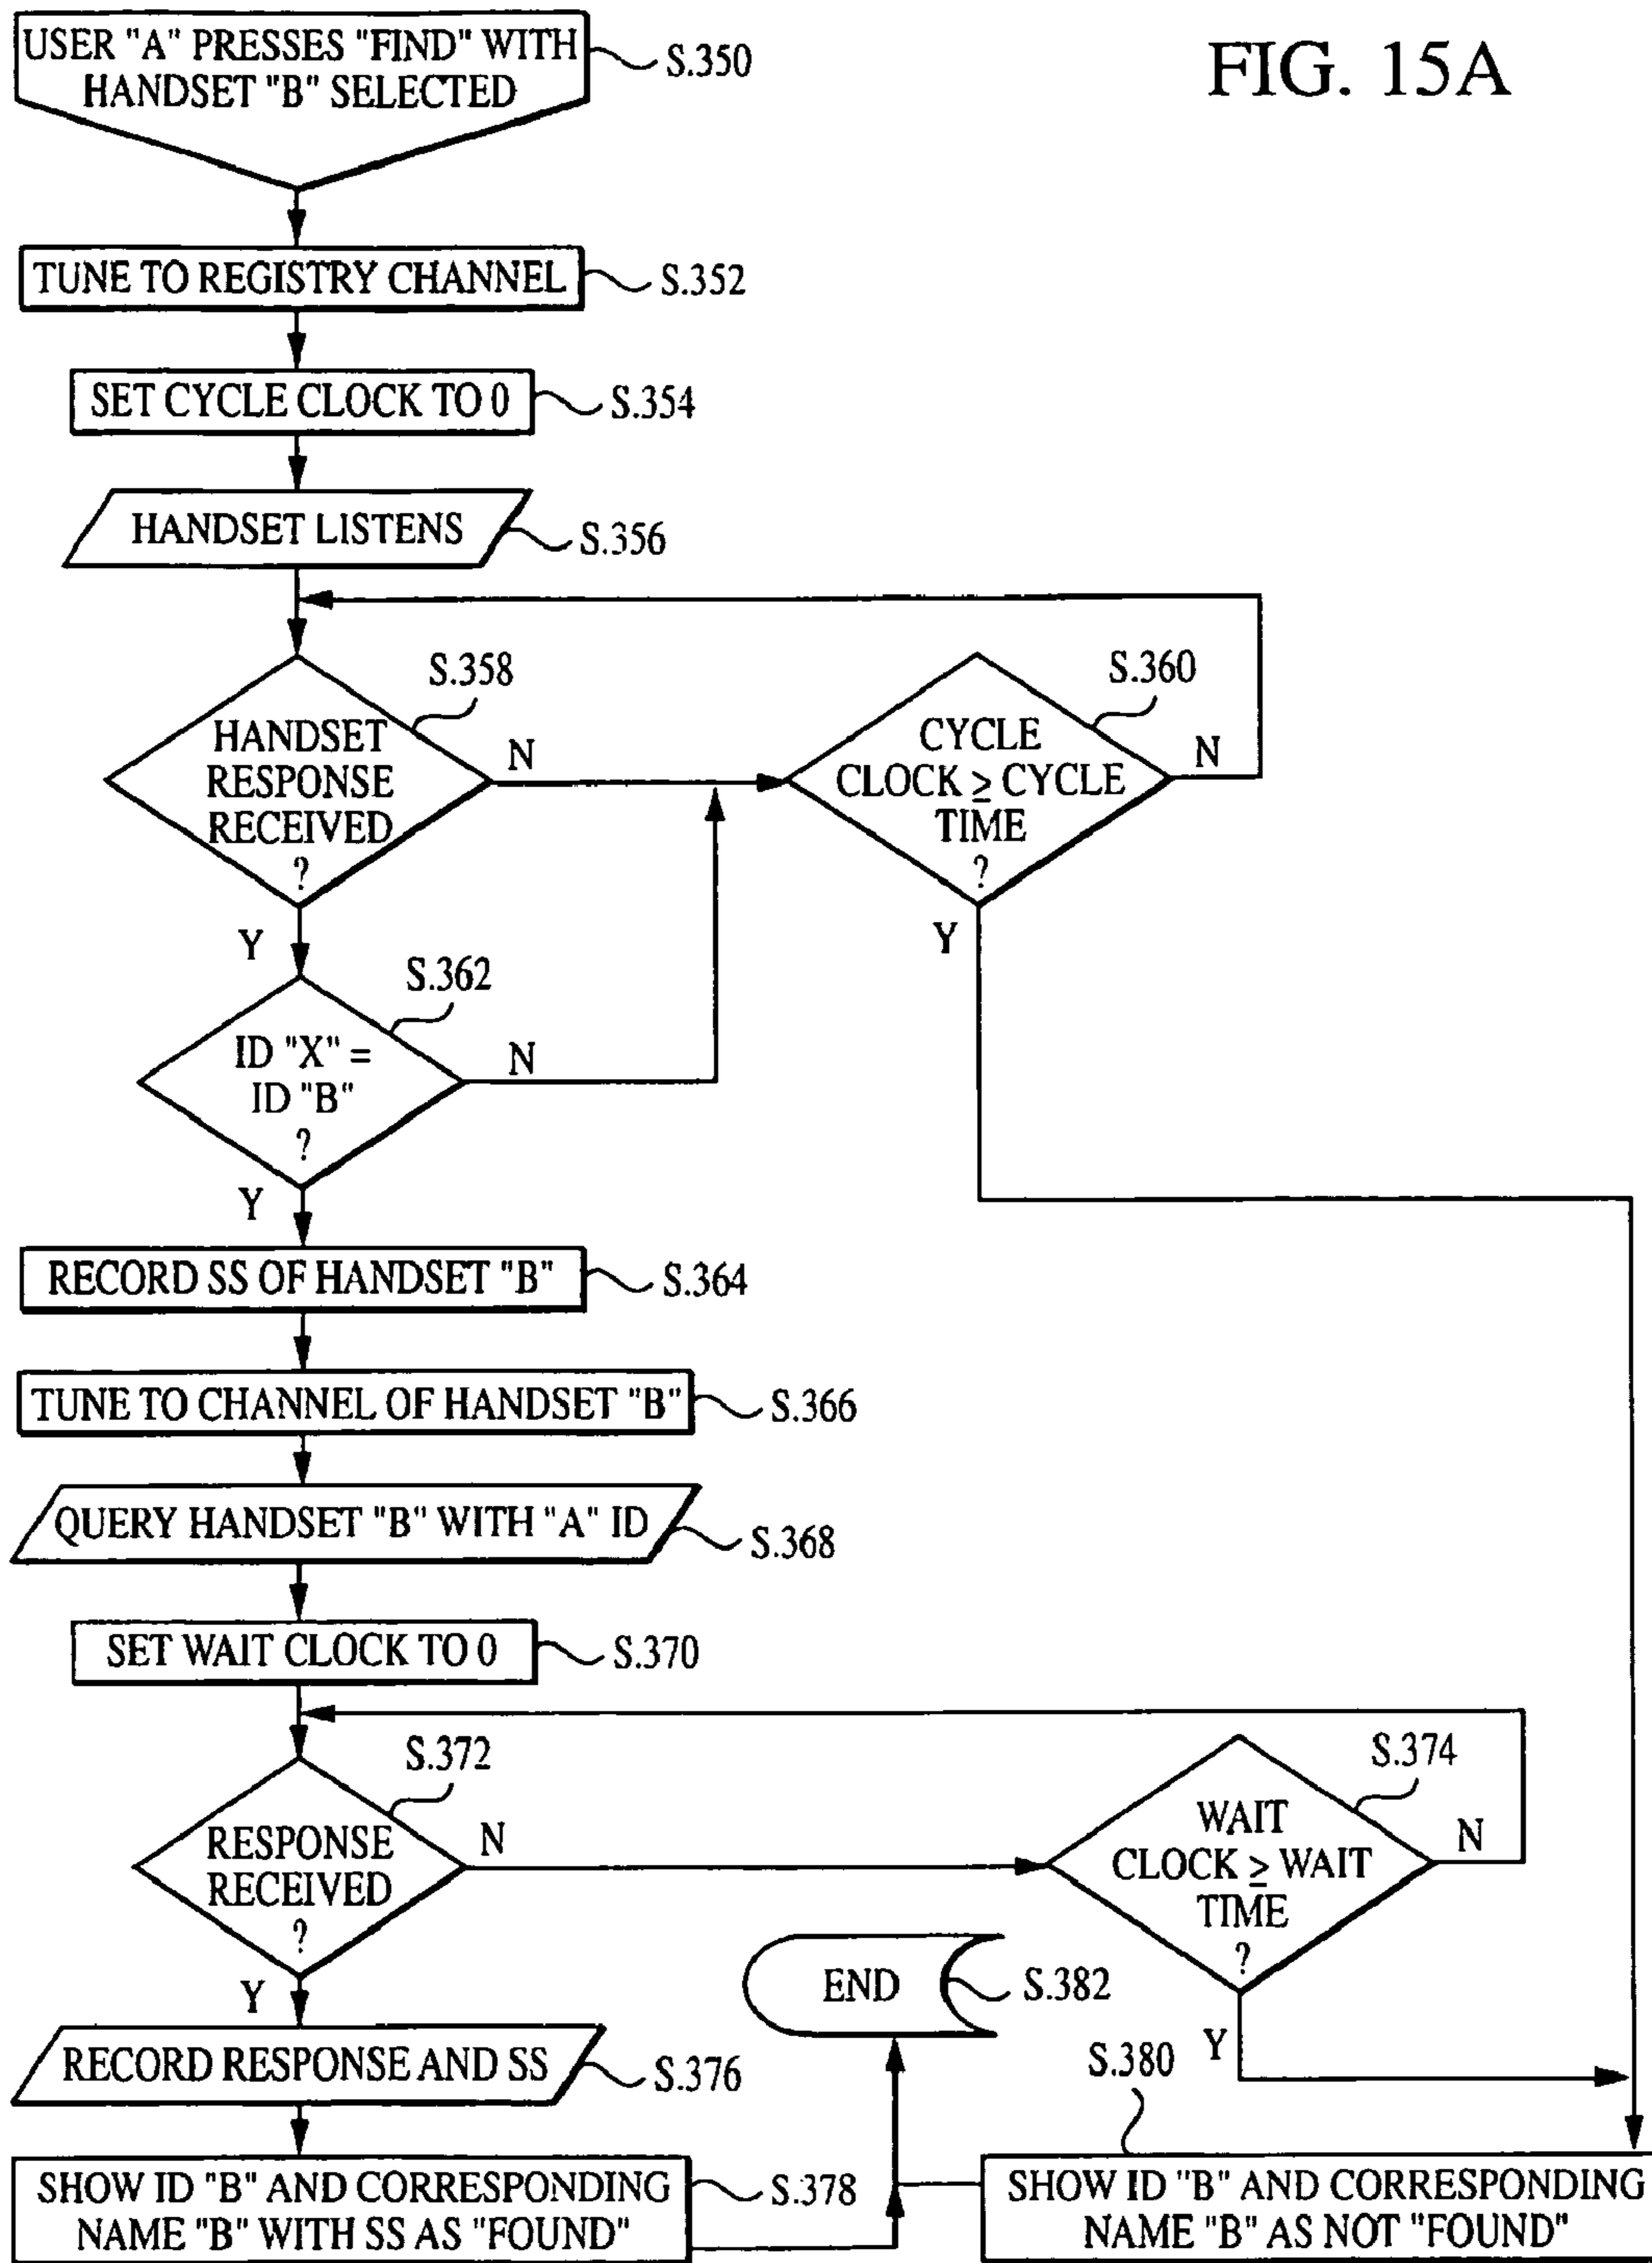 FIG. 15A
USER "A" PRESSES "FIND" WITH
HANDSET "B" SELECTED
S.350
TUNE TO REGISTRY CHANNEL
S.352
SET CYCLE CLOCK TO 0
S.354
HANDSET LISTENS
S.356
S.358
HANDSET
RESPONSE
RECEIVED
?
N
Y
S.360
CYCLE
CLOCK ≥ CYCLE
TIME
?
N
Y
S.362
ID "X" =
ID "B"
?
N
Y
RECORD SS OF HANDSET "B"
S.364
TUNE TO CHANNEL OF HANDSET "B"
S.366
QUERY HANDSET "B" WITH "A" ID
S.368
SET WAIT CLOCK TO 0
S.370
S.372
RESPONSE
RECEIVED
?
N
Y
S.374
WAIT
CLOCK ≥ WAIT
TIME
?
N
Y
END
S.382
RECORD RESPONSE AND SS
S.376
S.380
SHOW ID "B" AND CORRESPONDING
NAME "B" WITH SS AS "FOUND"
S.378
SHOW ID "B" AND CORRESPONDING
NAME "B" AS NOT "FOUND"